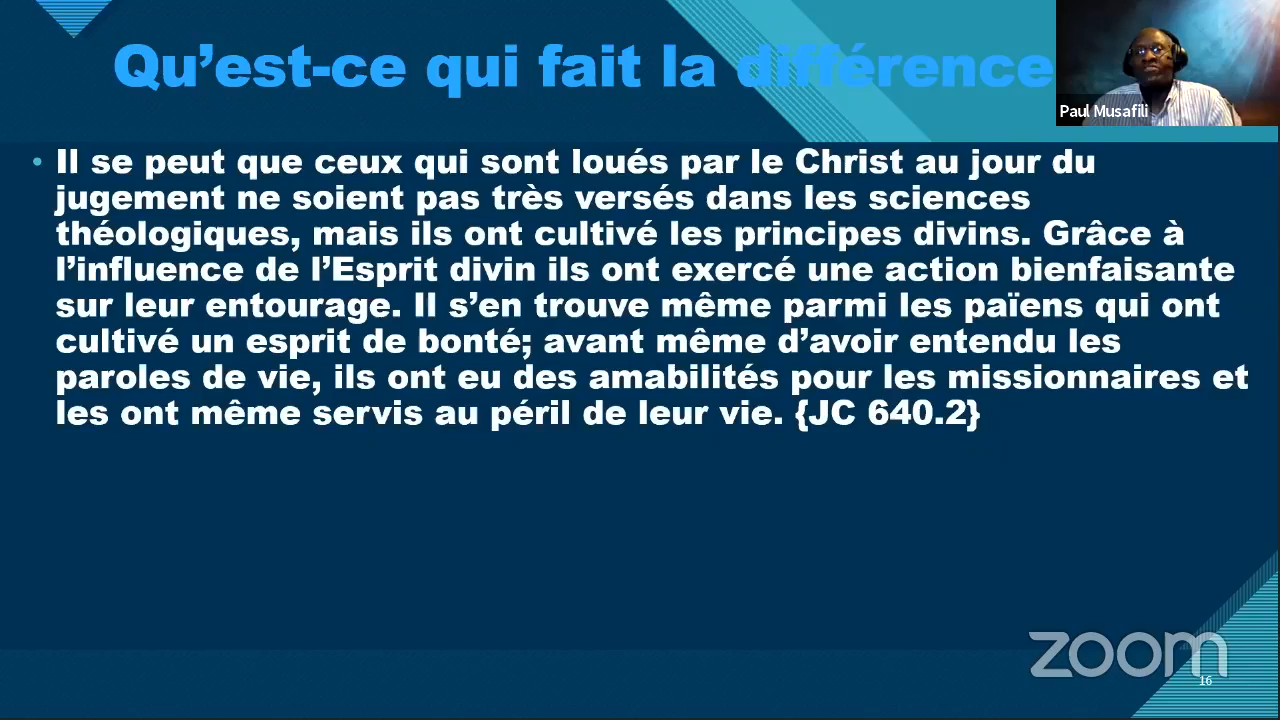 Qu’est-ce qui fait la différence
Paul Musafili
• Il se peut que ceux qui sont loués par le Christ au jour du
jugement ne soient pas très versés dans les sciences
théologiques, mais ils ont cultivé les principes divins. Grâce à
l’influence de l’Esprit divin ils ont exercé une action bienfaisante
sur leur entourage. Il s’en trouve même parmi les païens qui ont
cultivé un esprit de bonté; avant même d’avoir entendu les
paroles de vie, ils ont eu des amabilités pour les missionnaires et
les ont même servis au péril de leur vie. {JC 640.2}
zoom
16